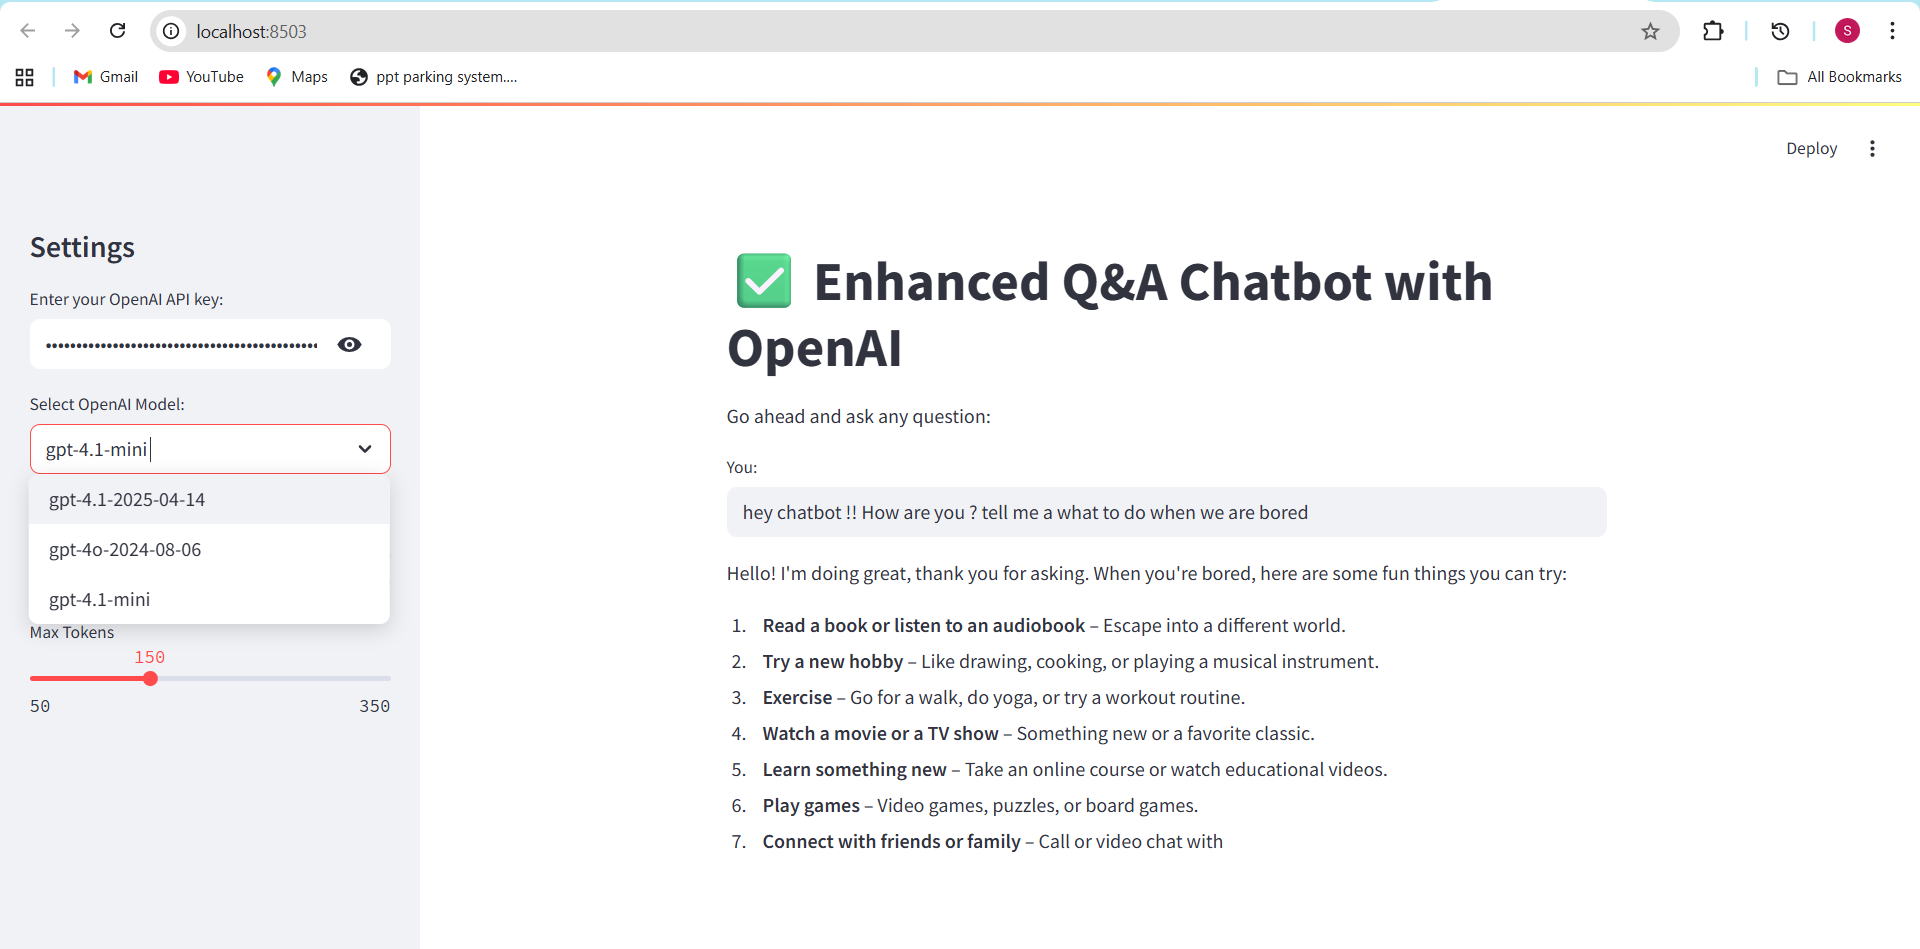 localhost:8503
S
Gmail
YouTube
Maps
ppt parking system....
All Bookmarks
Deploy
Settings
Enter your OpenAI API key:
••••••••••••••••••••••••••••••••••••••••••••••
Select OpenAI Model:
gpt-4.1-mini
gpt-4.1-2025-04-14
gpt-4o-2024-08-06
gpt-4.1-mini
Max Tokens
150
50
350
✅ Enhanced Q&A Chatbot with
OpenAI
Go ahead and ask any question:
You:
hey chatbot !! How are you ? tell me a what to do when we are bored
Hello! I'm doing great, thank you for asking. When you're bored, here are some fun things you can try:
1. Read a book or listen to an audiobook – Escape into a different world.
2. Try a new hobby – Like drawing, cooking, or playing a musical instrument.
3. Exercise – Go for a walk, do yoga, or try a workout routine.
4. Watch a movie or a TV show – Something new or a favorite classic.
5. Learn something new – Take an online course or watch educational videos.
6. Play games – Video games, puzzles, or board games.
7. Connect with friends or family – Call or video chat with